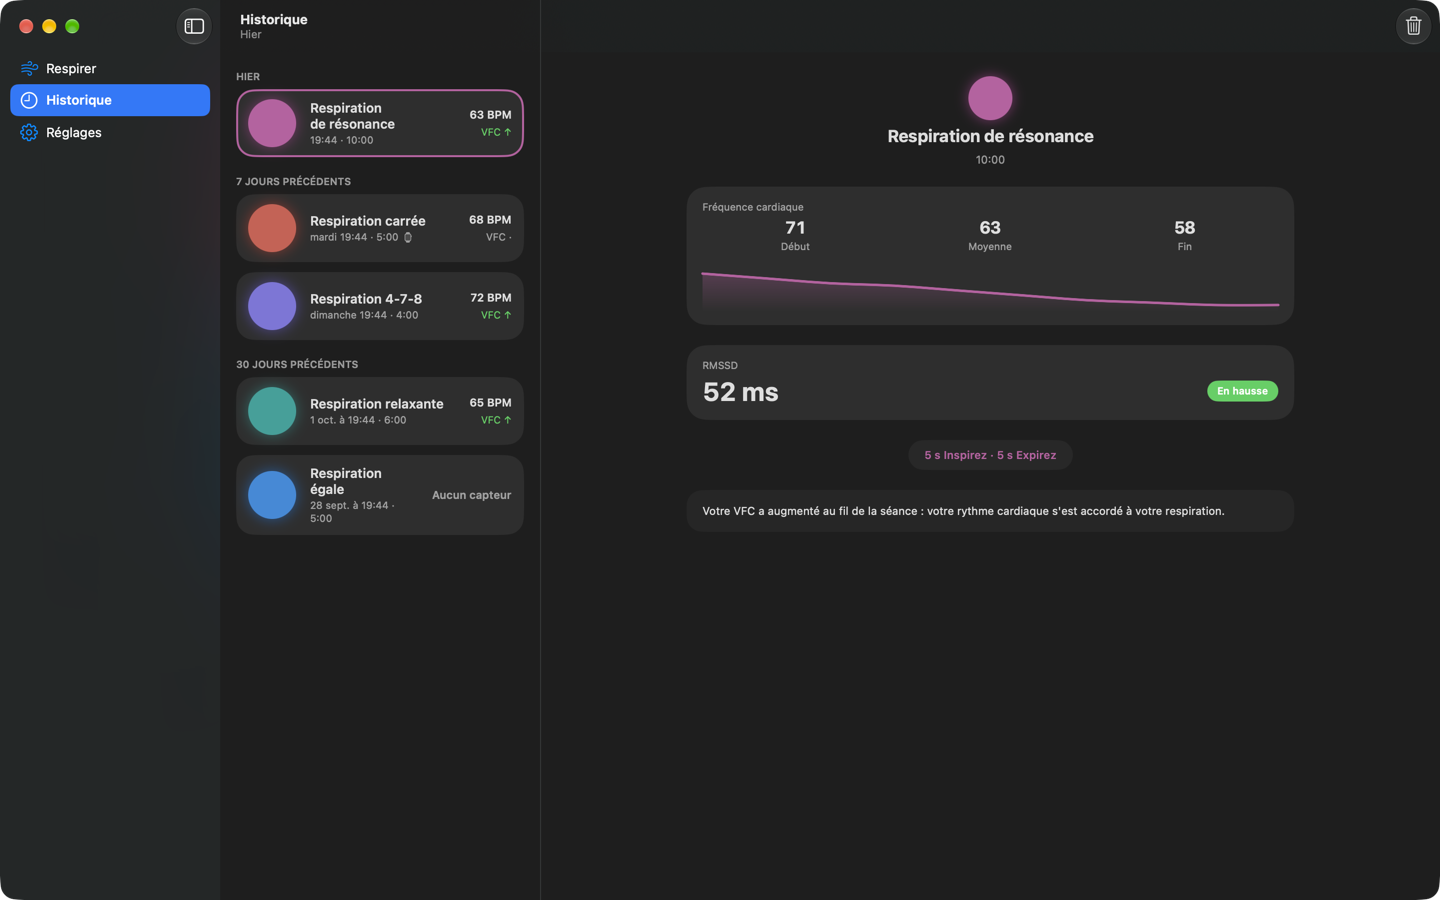 Respirer
Historique
Réglages
Historique
Hier
HIER
Respiration
de résonance
19:44 · 10:00
63 BPM
VFC ↑
7 JOURS PRÉCÉDENTS
Respiration carrée
mardi 19:44 · 5:00
68 BPM
VFC ·
Respiration 4-7-8
dimanche 19:44 · 4:00
72 BPM
VFC ↑
30 JOURS PRÉCÉDENTS
Respiration relaxante
1 oct. à 19:44 · 6:00
65 BPM
VFC ↑
Respiration
égale
28 sept. à 19:44 ·
5:00
Aucun capteur
Respiration de résonance
10:00
Fréquence cardiaque
71
Début
63
Moyenne
58
Fin
RMSSD
52 ms
En hausse
5 s Inspirez · 5 s Expirez
Votre VFC a augmenté au fil de la séance : votre rythme cardiaque s'est accordé à votre respiration.